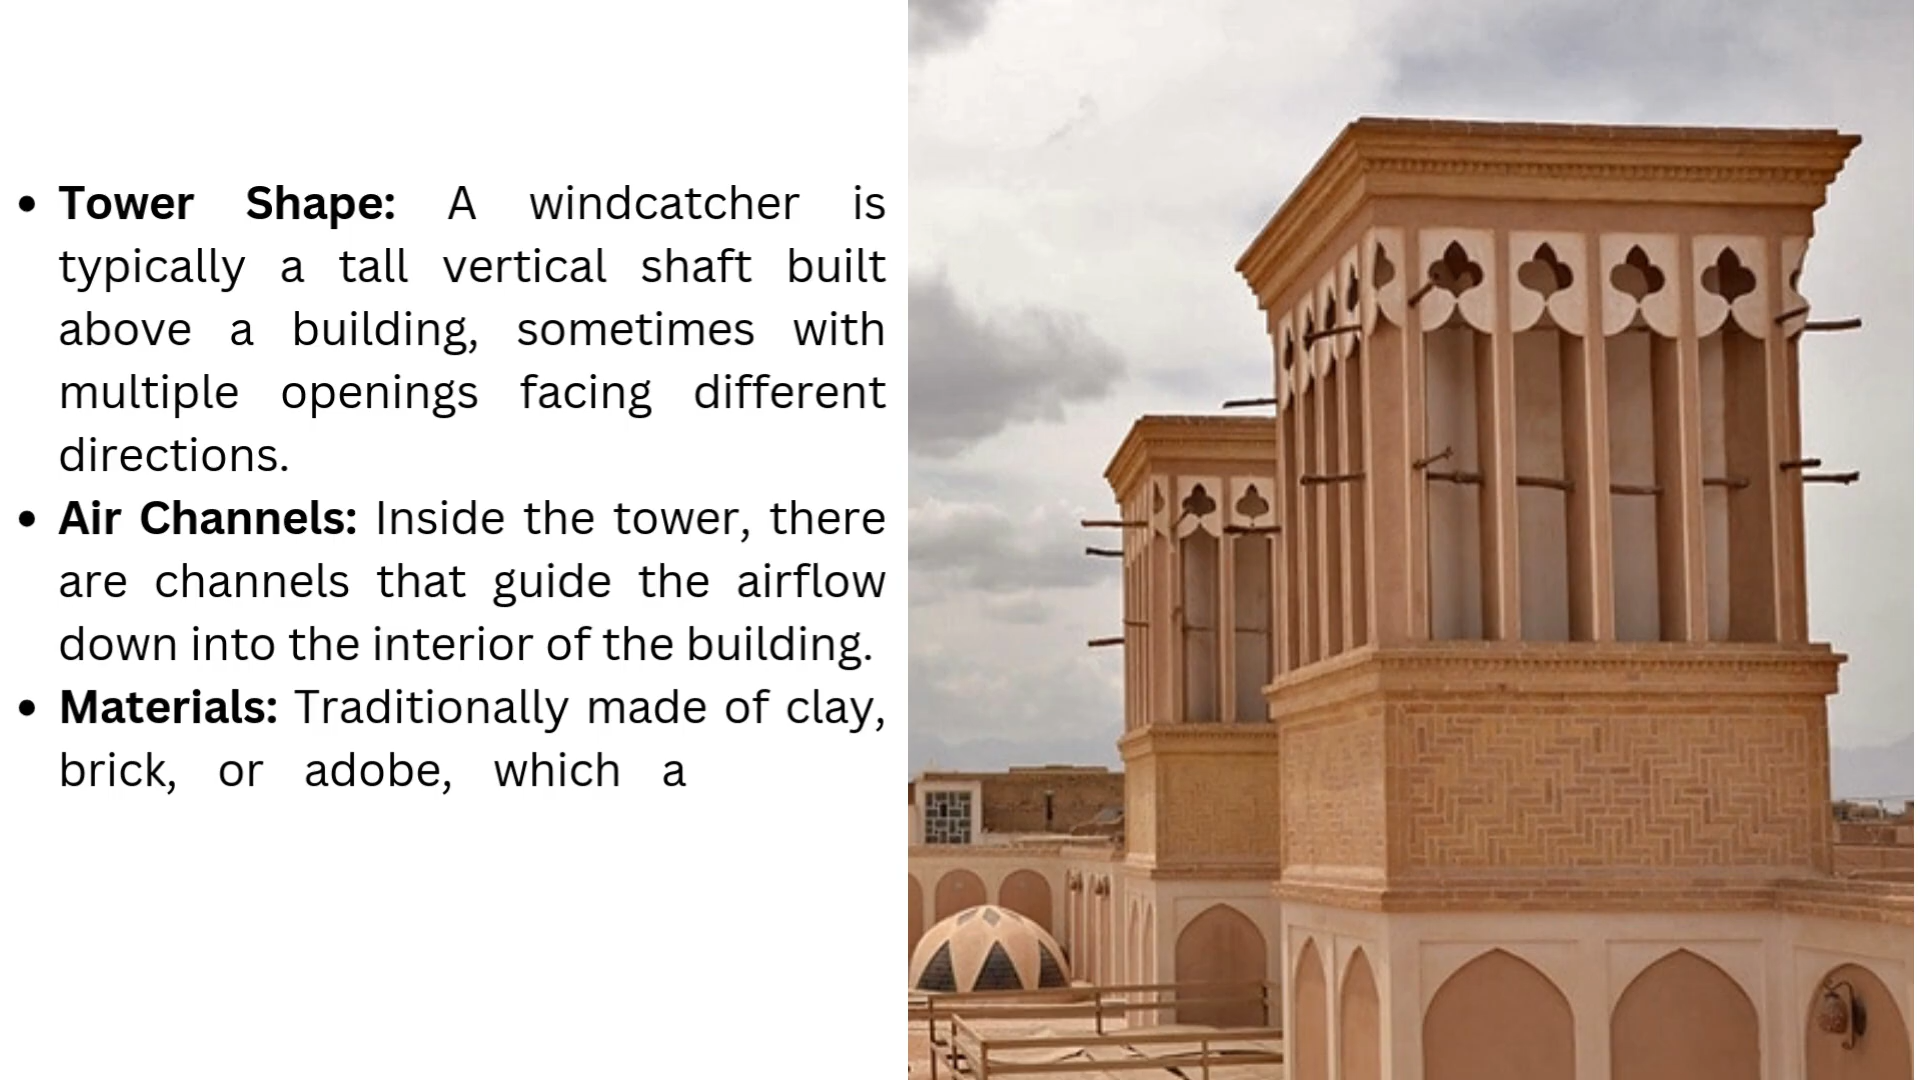 • Tower Shape: A windcatcher is
typically a tall vertical shaft built
above a building, sometimes with
multiple openings facing different
directions.
• Air Channels: Inside the tower, there
are channels that guide the airflow
down into the interior of the building.
• Materials: Traditionally made of clay,
brick, or adobe, which a